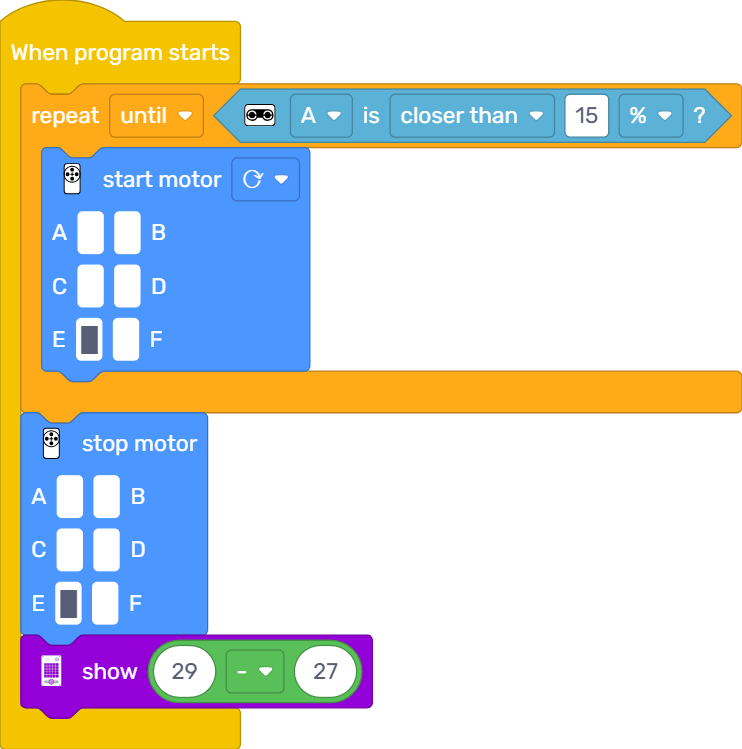 When program starts
repeat until A is closer than 15 % ?
start motor
A B
C D
E F
stop motor
A B
C D
E F
show 29 - 27